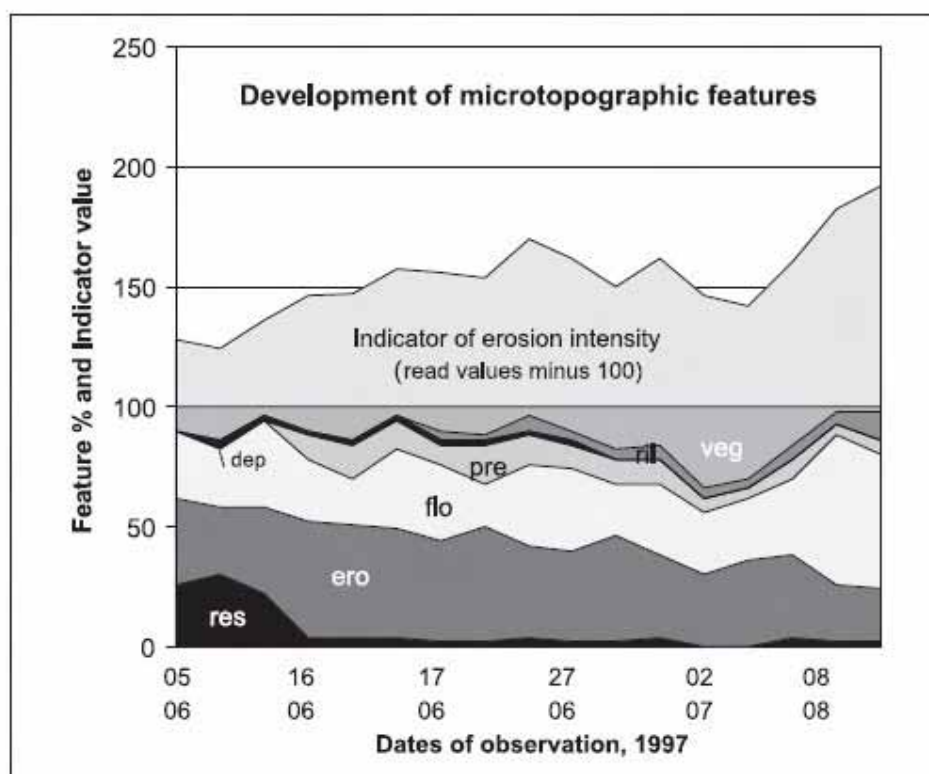 Development of microtopographic features
Feature % and Indicator value
250
200
150
100
50
0
Indicator of erosion intensity
(read values minus 100)
veg
ril
dep
pre
flo
ero
res
05 16 17 27 02 08
06 06 06 06 07 08
Dates of observation, 1997